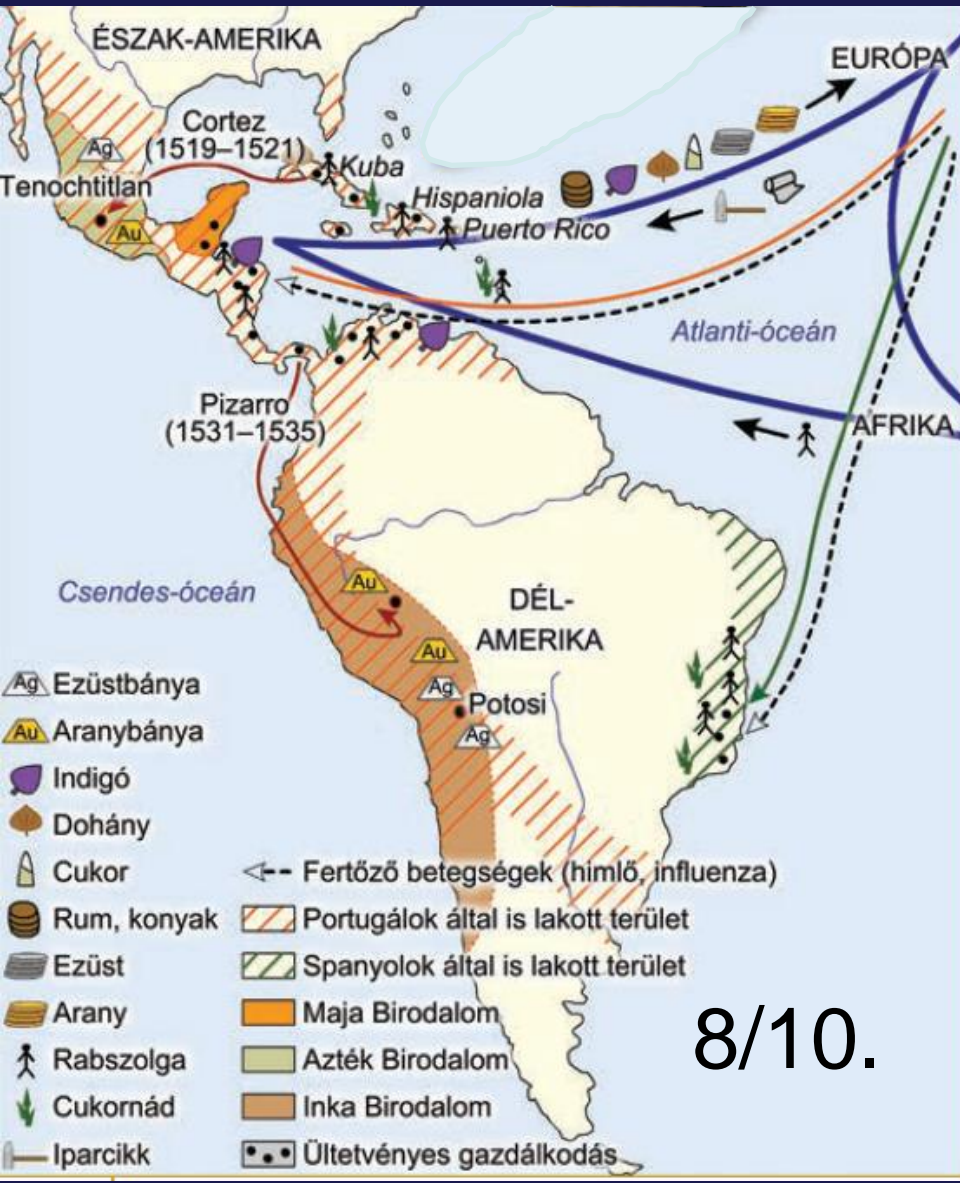 ÉSZAK-AMERIKA
EURÓPA
Cortez
(1519–1521)
Ag
Kuba
Tenochtitlan
Hispaniola
Au
Puerto Rico
Atlanti-óceán
Pizarro
(1531–1535)
AFRIKA
Csendes-óceán
Au
DÉL-
AMERIKA
Au
Ag
Potosi
Ag
Ag Ezüstbánya
Au Aranybánya
Indigó
Dohány
Cukor
Rum, konyak
Ezüst
Arany
Rabszolga
Cukornád
Iparcikk
Fertőző betegségek (himlő, influenza)
Portugálok által is lakott terület
Spanyolok által is lakott terület
Maja Birodalom
Azték Birodalom
Inka Birodalom
Ültetvényes gazdálkodás
8/10.